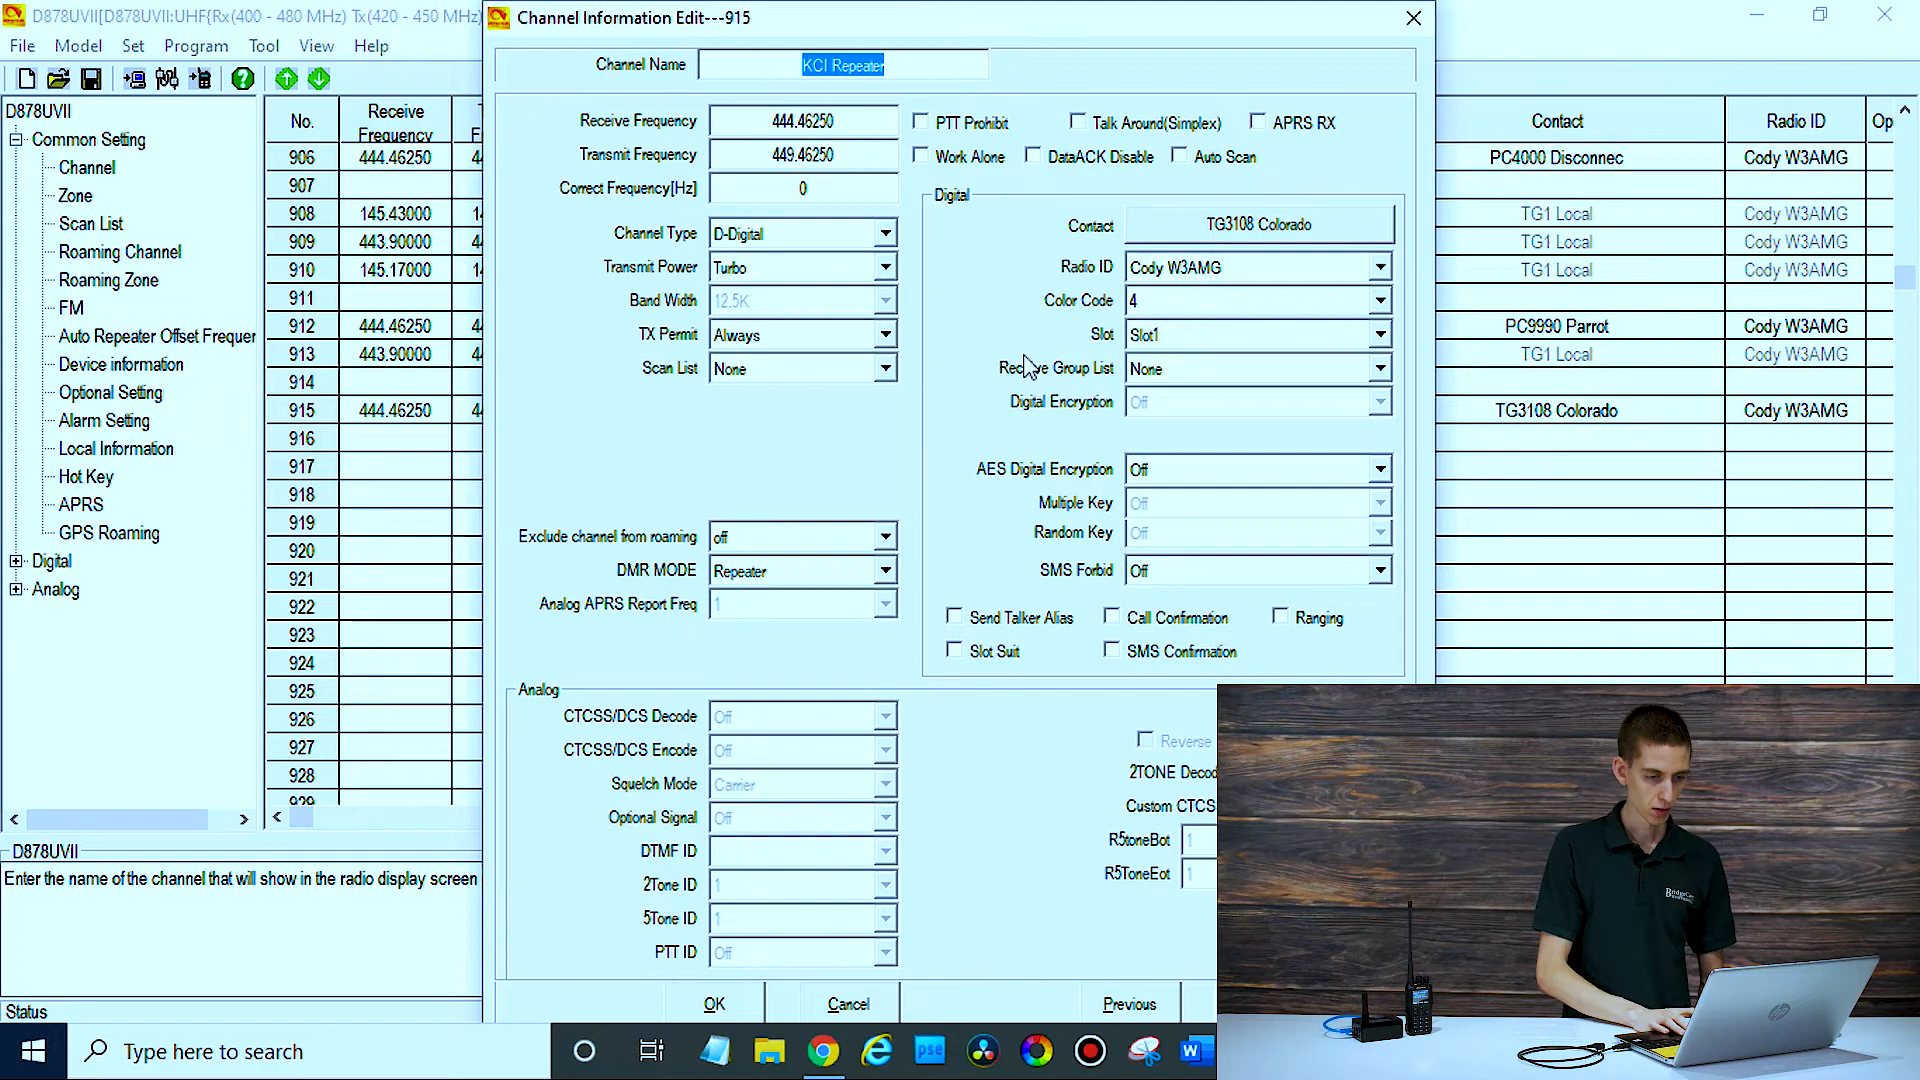 D878UVII[D878UVII:UHF{Rx(400 - 480 MHz) Tx(420 - 450 MHz)
File Model Set Program Tool View Help
D878UVII
Common Setting
Channel
Zone
Scan List
Roaming Channel
Roaming Zone
FM
Auto Repeater Offset Frequer
Device information
Optional Setting
Alarm Setting
Local Information
Hot Key
APRS
GPS Roaming
Digital
Analog
No. Receive Frequency
906 444.46250
907
908 145.43000
909 443.90000
910 145.17000
911
912 444.46250
913 443.90000
914
915 444.46250
916
917
918
919
920
921
922
923
924
925
926
927
928
929
Channel Information Edit---915
Channel Name KCI Repeater
Receive Frequency 444.46250
Transmit Frequency 449.46250
Correct Frequency[Hz] 0
Channel Type D-Digital
Transmit Power Turbo
Band Width 12.5K
TX Permit Always
Scan List None
Exclude channel from roaming off
DMR MODE Repeater
Analog APRS Report Freq 1
PTT Prohibit Talk Around(Simplex) APRS RX
Work Alone DataACK Disable Auto Scan
Digital
Contact TG3108 Colorado
Radio ID Cody W3AMG
Color Code 4
Slot Slot1
Receive Group List None
Digital Encryption Off
AES Digital Encryption Off
Multiple Key Off
Random Key Off
SMS Forbid Off
Send Talker Alias Call Confirmation Ranging
Slot Suit SMS Confirmation
Analog
CTCSS/DCS Decode Off
CTCSS/DCS Encode Off
Squelch Mode Carrier
Optional Signal Off
DTMF ID
2Tone ID 1
5Tone ID 1
PTT ID Off
Reverse
2TONE Decod
Custom CTCS
R5toneBot 1
R5ToneEot 1
OK Cancel Previous
Contact Radio ID Op
PC4000 Disconnec Cody W3AMG
TG1 Local Cody W3AMG
TG1 Local Cody W3AMG
TG1 Local Cody W3AMG
PC9990 Parrot Cody W3AMG
TG1 Local Cody W3AMG
TG3108 Colorado Cody W3AMG
D878UVII
Enter the name of the channel that will show in the radio display screen
Status
Type here to search
pse
W
hp